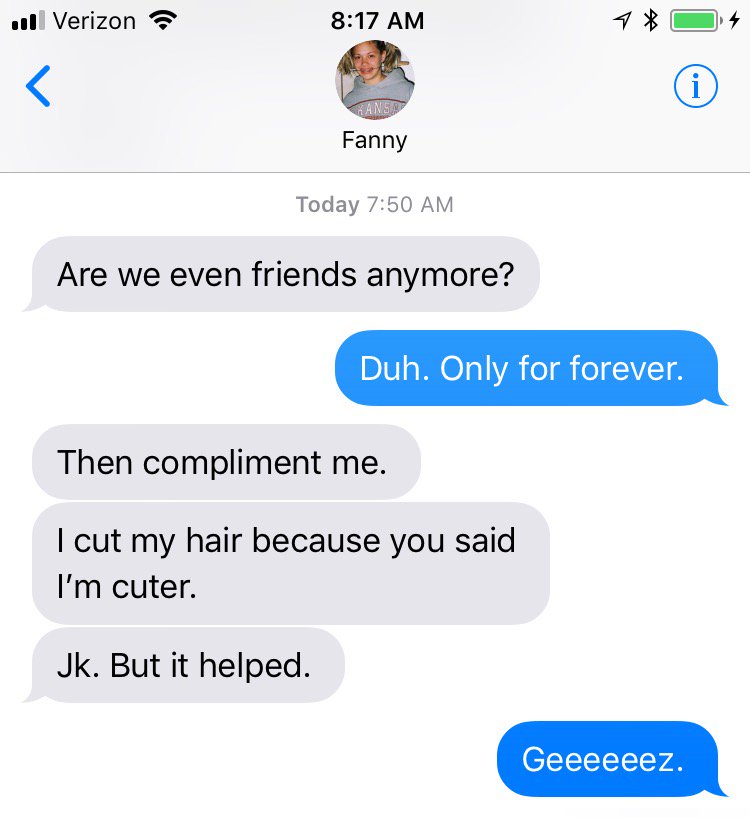 Verizon 8:17 AM
KANS
Fanny
Today 7:50 AM
Are we even friends anymore?
Duh. Only for forever.
Then compliment me.
I cut my hair because you said
I’m cuter.
Jk. But it helped.
Geeeeeez.